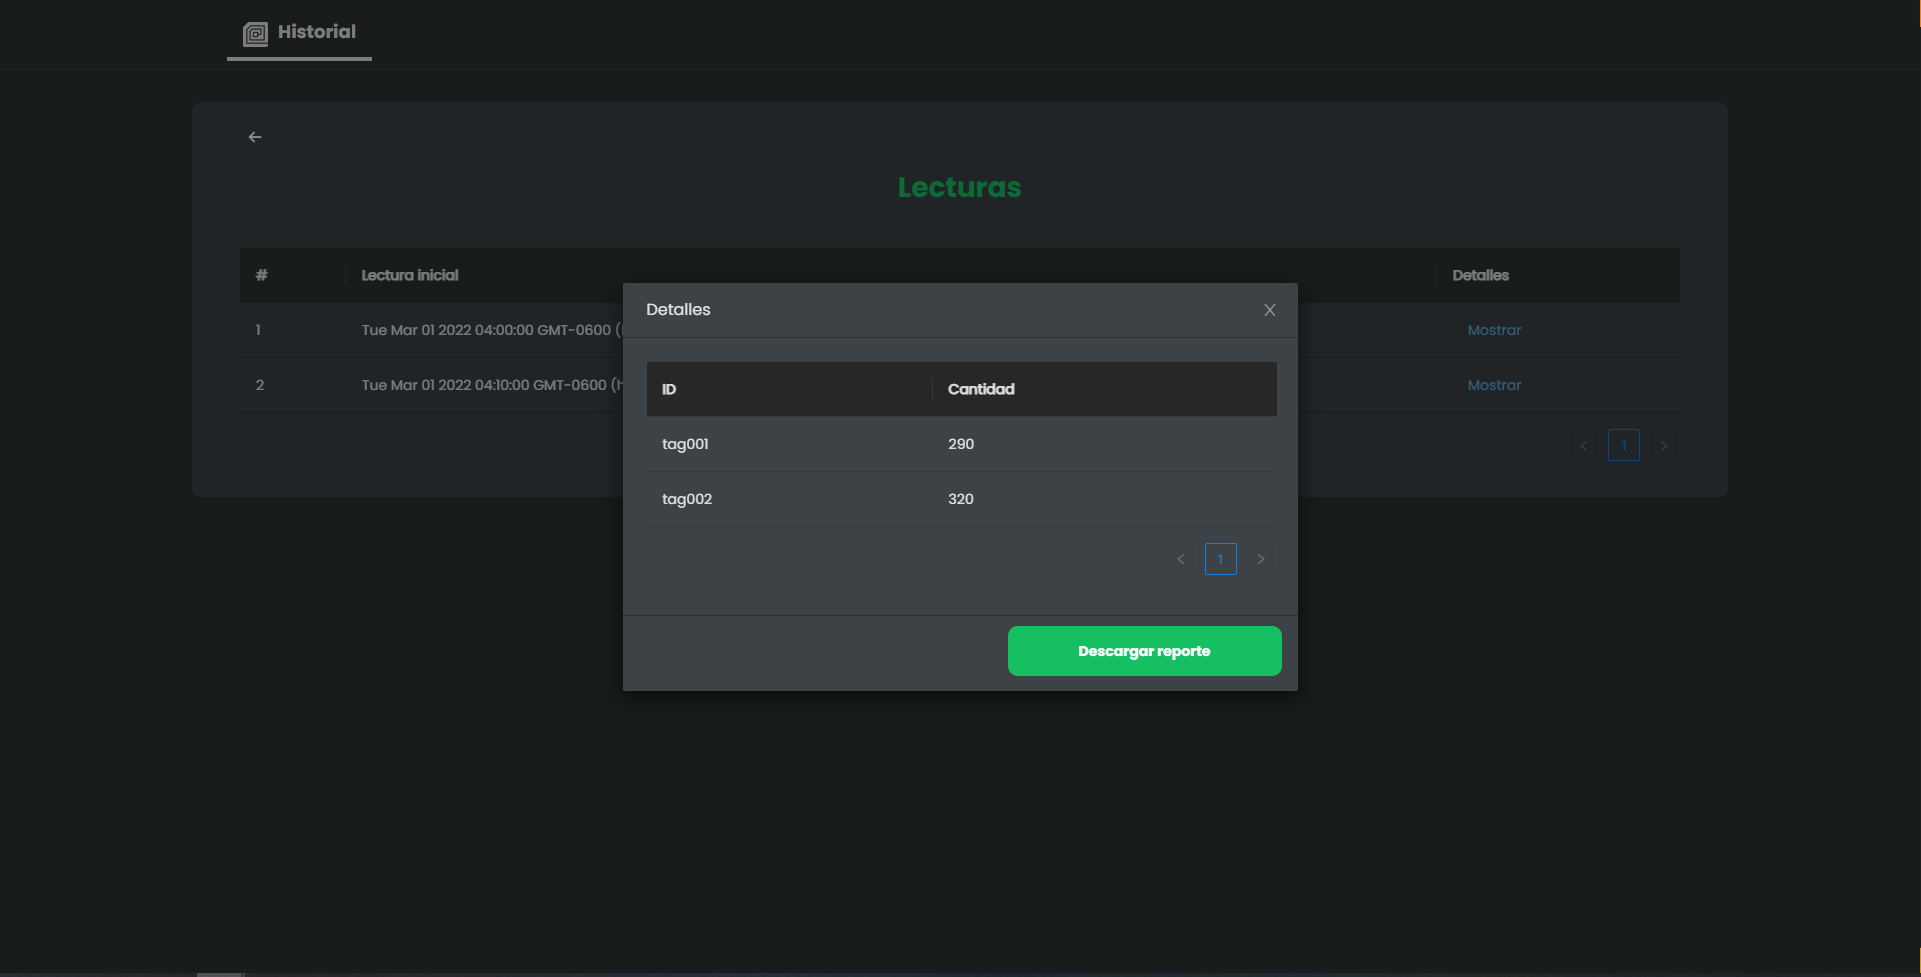 Historial
Lecturas
# Lectura inicial Detalles
1 Tue Mar 01 2022 04:00:00 GMT-0600 ( Mostrar
2 Tue Mar 01 2022 04:10:00 GMT-0600 (h Mostrar
< 1 >
Detalles X
ID Cantidad
tag001 290
tag002 320
< 1 >
Descargar reporte